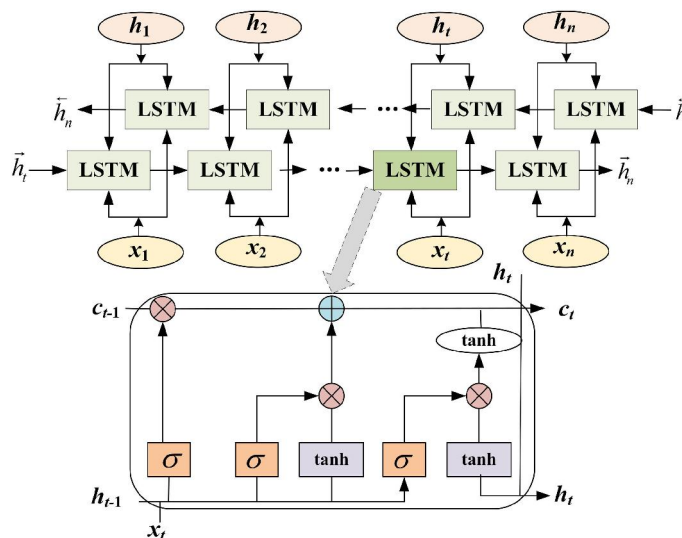 h₁ h₂ hₜ hₙ
h⃖ₙ LSTM LSTM ... LSTM LSTM
h⃗ₜ LSTM LSTM ... LSTM LSTM h⃗ₙ
x₁ x₂ xₜ xₙ
hₜ
cₜ₋₁ cₜ
tanh
σ σ tanh σ tanh
hₜ₋₁ hₜ
xₜ